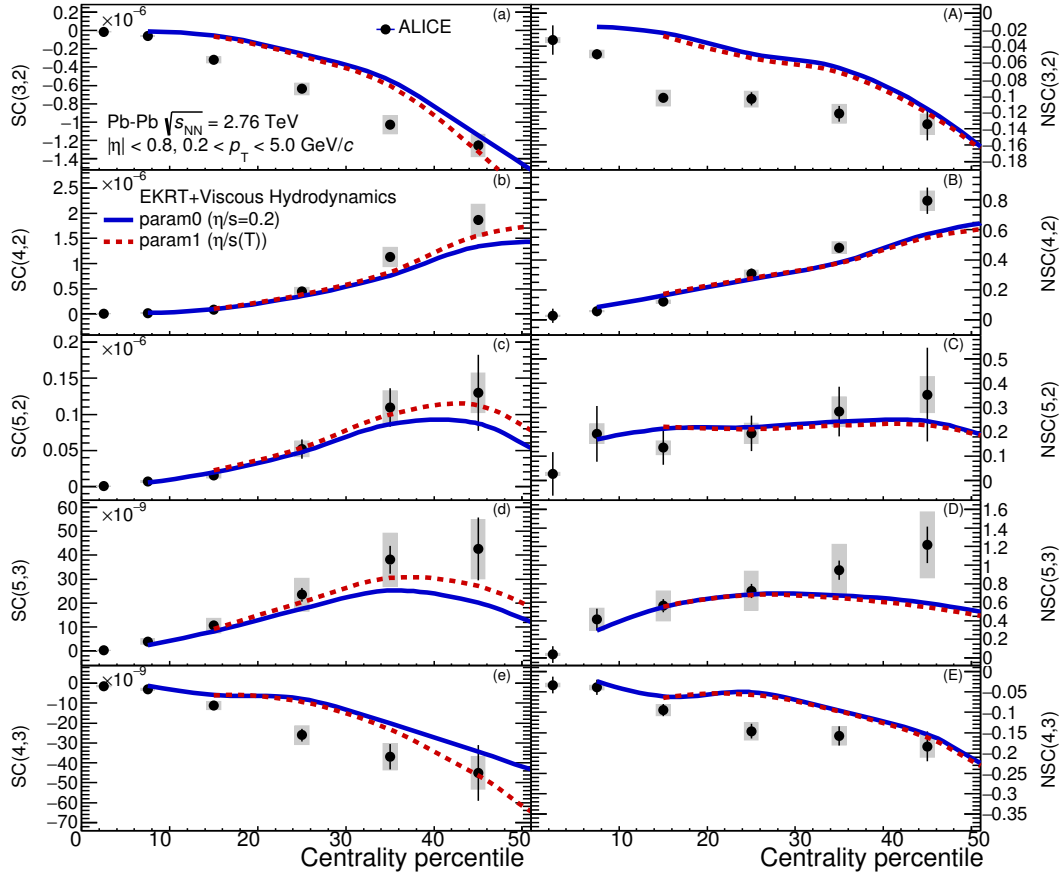 ×10⁻⁶
(a)
ALICE
SC(3,2)
0.2
0
−0.2
−0.4
−0.6
−0.8
−1
−1.2
−1.4
Pb-Pb √sNN = 2.76 TeV
|η| < 0.8, 0.2 < pT < 5.0 GeV/c
(A)
NSC(3,2)
0
−0.02
−0.04
−0.06
−0.08
−0.1
−0.12
−0.14
−0.16
−0.18
×10⁻⁶
(b)
SC(4,2)
2.5
2
1.5
1
0.5
0
EKRT+Viscous Hydrodynamics
param0 (η/s=0.2)
param1 (η/s(T))
(B)
NSC(4,2)
0.8
0.6
0.4
0.2
0
×10⁻⁶
(c)
SC(5,2)
0.2
0.15
0.1
0.05
0
(C)
NSC(5,2)
0.5
0.4
0.3
0.2
0.1
0
×10⁻⁹
(d)
SC(5,3)
60
50
40
30
20
10
0
(D)
NSC(5,3)
1.6
1.4
1.2
1
0.8
0.6
0.4
0.2
0
×10⁻⁹
(e)
SC(4,3)
0
−10
−20
−30
−40
−50
−60
−70
(E)
NSC(4,3)
0
−0.05
−0.1
−0.15
−0.2
−0.25
−0.3
−0.35
0 10 20 30 40 50
Centrality percentile
10 20 30 40 50
Centrality percentile